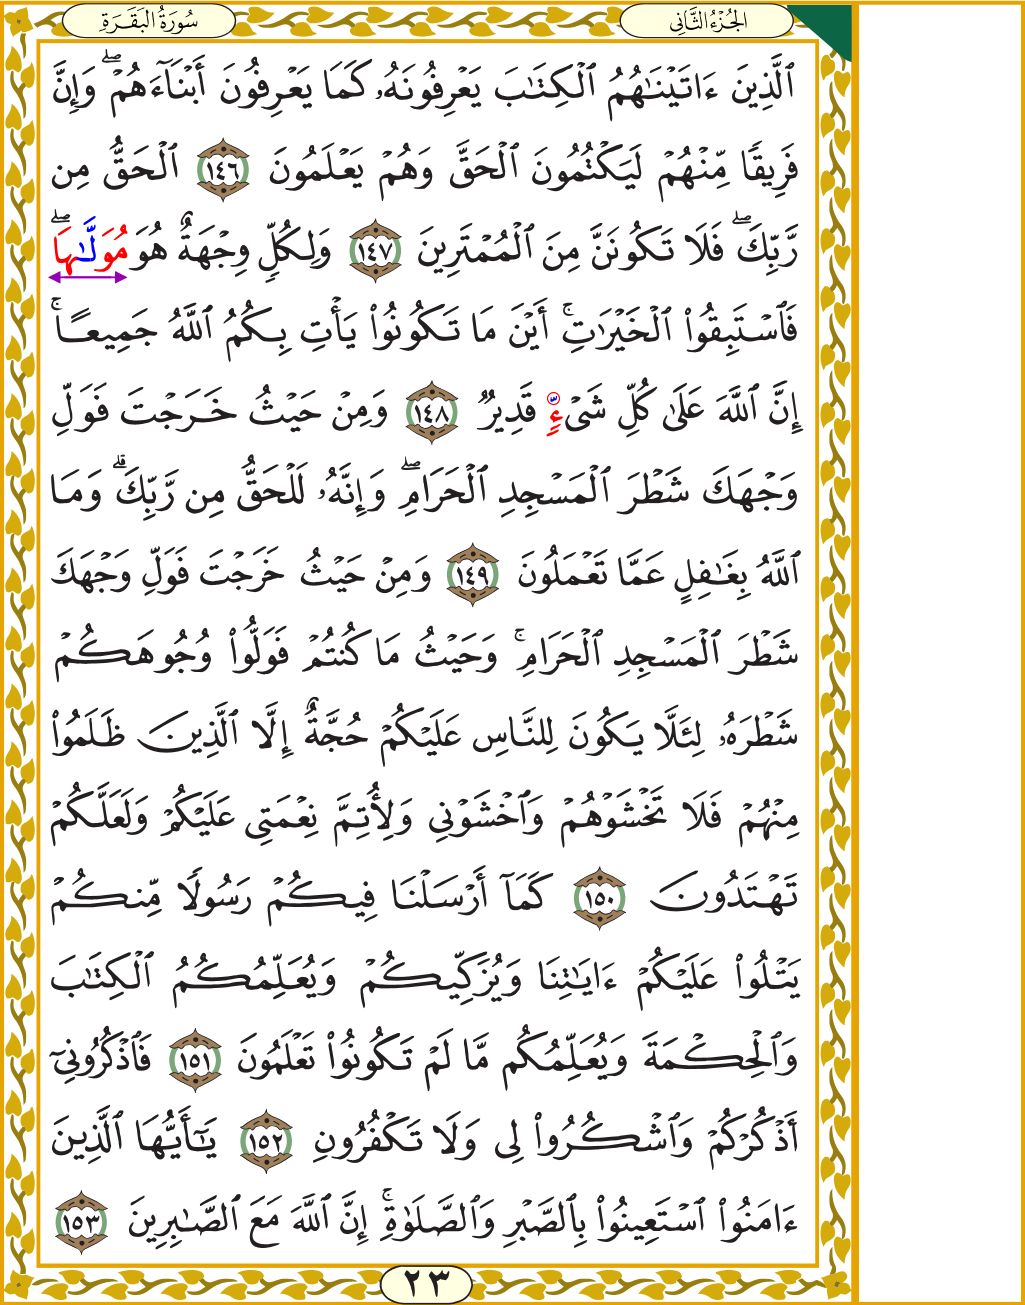 سُورَةُ الْبَقَرَةِ
الجُزْءُ الثَّانِي
ٱلَّذِينَ ءَاتَيْنَٰهُمُ ٱلْكِتَٰبَ يَعْرِفُونَهُۥ كَمَا يَعْرِفُونَ أَبْنَآءَهُمْ ۖ وَإِنَّ
فَرِيقًا مِّنْهُمْ لَيَكْتُمُونَ ٱلْحَقَّ وَهُمْ يَعْلَمُونَ ١٤٦ ٱلْحَقُّ مِن
رَّبِّكَ ۖ فَلَا تَكُونَنَّ مِنَ ٱلْمُمْتَرِينَ ١٤٧ وَلِكُلٍّ وِجْهَةٌ هُوَ مُوَلَّىٰهَا ۖ
فَٱسْتَبِقُوا۟ ٱلْخَيْرَٰتِ ۚ أَيْنَ مَا تَكُونُوا۟ يَأْتِ بِكُمُ ٱللَّهُ جَمِيعًا ۚ
إِنَّ ٱللَّهَ عَلَىٰ كُلِّ شَىْءٍ قَدِيرٌ ١٤٨ وَمِنْ حَيْثُ خَرَجْتَ فَوَلِّ
وَجْهَكَ شَطْرَ ٱلْمَسْجِدِ ٱلْحَرَامِ ۖ وَإِنَّهُۥ لَلْحَقُّ مِن رَّبِّكَ ۗ وَمَا
ٱللَّهُ بِغَٰفِلٍ عَمَّا تَعْمَلُونَ ١٤٩ وَمِنْ حَيْثُ خَرَجْتَ فَوَلِّ وَجْهَكَ
شَطْرَ ٱلْمَسْجِدِ ٱلْحَرَامِ ۚ وَحَيْثُ مَا كُنتُمْ فَوَلُّوا۟ وُجُوهَكُمْ
شَطْرَهُۥ لِئَلَّا يَكُونَ لِلنَّاسِ عَلَيْكُمْ حُجَّةٌ إِلَّا ٱلَّذِينَ ظَلَمُوا۟
مِنْهُمْ فَلَا تَخْشَوْهُمْ وَٱخْشَوْنِى وَلِأُتِمَّ نِعْمَتِى عَلَيْكُمْ وَلَعَلَّكُمْ
تَهْتَدُونَ ١٥٠ كَمَآ أَرْسَلْنَا فِيكُمْ رَسُولًا مِّنكُمْ
يَتْلُوا۟ عَلَيْكُمْ ءَايَٰتِنَا وَيُزَكِّيكُمْ وَيُعَلِّمُكُمُ ٱلْكِتَٰبَ
وَٱلْحِكْمَةَ وَيُعَلِّمُكُم مَّا لَمْ تَكُونُوا۟ تَعْلَمُونَ ١٥١ فَٱذْكُرُونِىٓ
أَذْكُرْكُمْ وَٱشْكُرُوا۟ لِى وَلَا تَكْفُرُونِ ١٥٢ يَٰٓأَيُّهَا ٱلَّذِينَ
ءَامَنُوا۟ ٱسْتَعِينُوا۟ بِٱلصَّبْرِ وَٱلصَّلَوٰةِ ۚ إِنَّ ٱللَّهَ مَعَ ٱلصَّٰبِرِينَ ١٥٣
٢٣